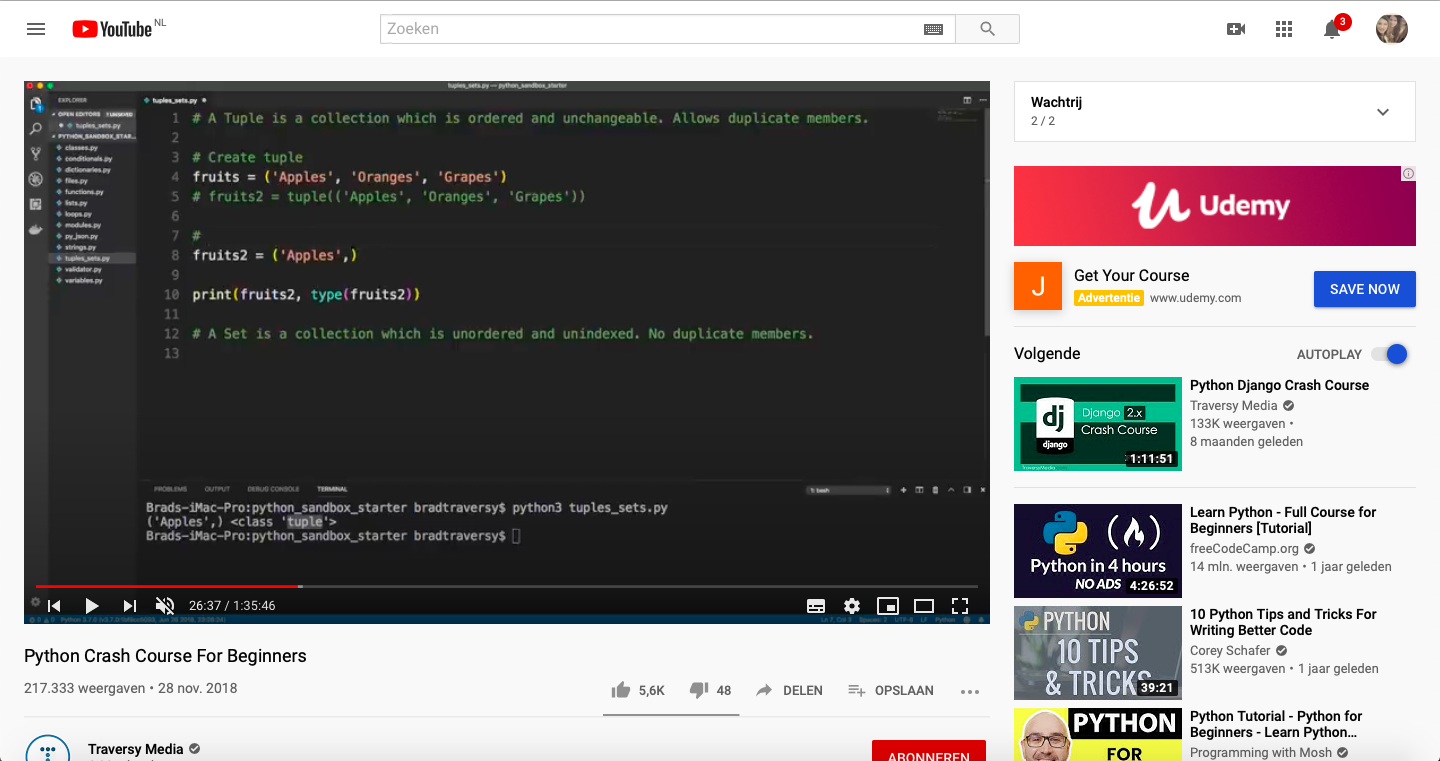 YouTube NL
Zoeken
3
tuples_sets.py — python_sandbox_starter
EXPLORER
OPEN EDITORS 1 UNSAVED
tuples_sets.py
PYTHON_SANDBOX_STAR...
classes.py
conditionals.py
dictionaries.py
files.py
functions.py
lists.py
loops.py
modules.py
py_json.py
strings.py
tuples_sets.py
validator.py
variables.py
tuples_sets.py
1 # A Tuple is a collection which is ordered and unchangeable. Allows duplicate members.
2
3 # Create tuple
4 fruits = ('Apples', 'Oranges', 'Grapes')
5 # fruits2 = tuple(('Apples', 'Oranges', 'Grapes'))
6
7 #
8 fruits2 = ('Apples',)
9
10 print(fruits2, type(fruits2))
11
12 # A Set is a collection which is unordered and unindexed. No duplicate members.
13
PROBLEMS OUTPUT DEBUG CONSOLE TERMINAL 1: bash
Brads-iMac-Pro:python_sandbox_starter bradtraversy$ python3 tuples_sets.py
('Apples',) <class 'tuple'>
Brads-iMac-Pro:python_sandbox_starter bradtraversy$
26:37 / 1:35:46
Python Crash Course For Beginners
217.333 weergaven • 28 nov. 2018
5,6K 48 DELEN OPSLAAN
Traversy Media
ABONNEREN
Wachtrij
2 / 2
Udemy
J
Get Your Course
Advertentie www.udemy.com
SAVE NOW
Volgende
AUTOPLAY
dj
django
Django 2.x
Crash Course
1:11:51
Python Django Crash Course
Traversy Media
133K weergaven •
8 maanden geleden
Python in 4 hours
NO ADS
4:26:52
Learn Python - Full Course for
Beginners [Tutorial]
freeCodeCamp.org
14 mln. weergaven • 1 jaar geleden
PYTHON
10 TIPS
& TRICKS
39:21
10 Python Tips and Tricks For
Writing Better Code
Corey Schafer
513K weergaven • 1 jaar geleden
PYTHON
FOR
Python Tutorial - Python for
Beginners - Learn Python...
Programming with Mosh